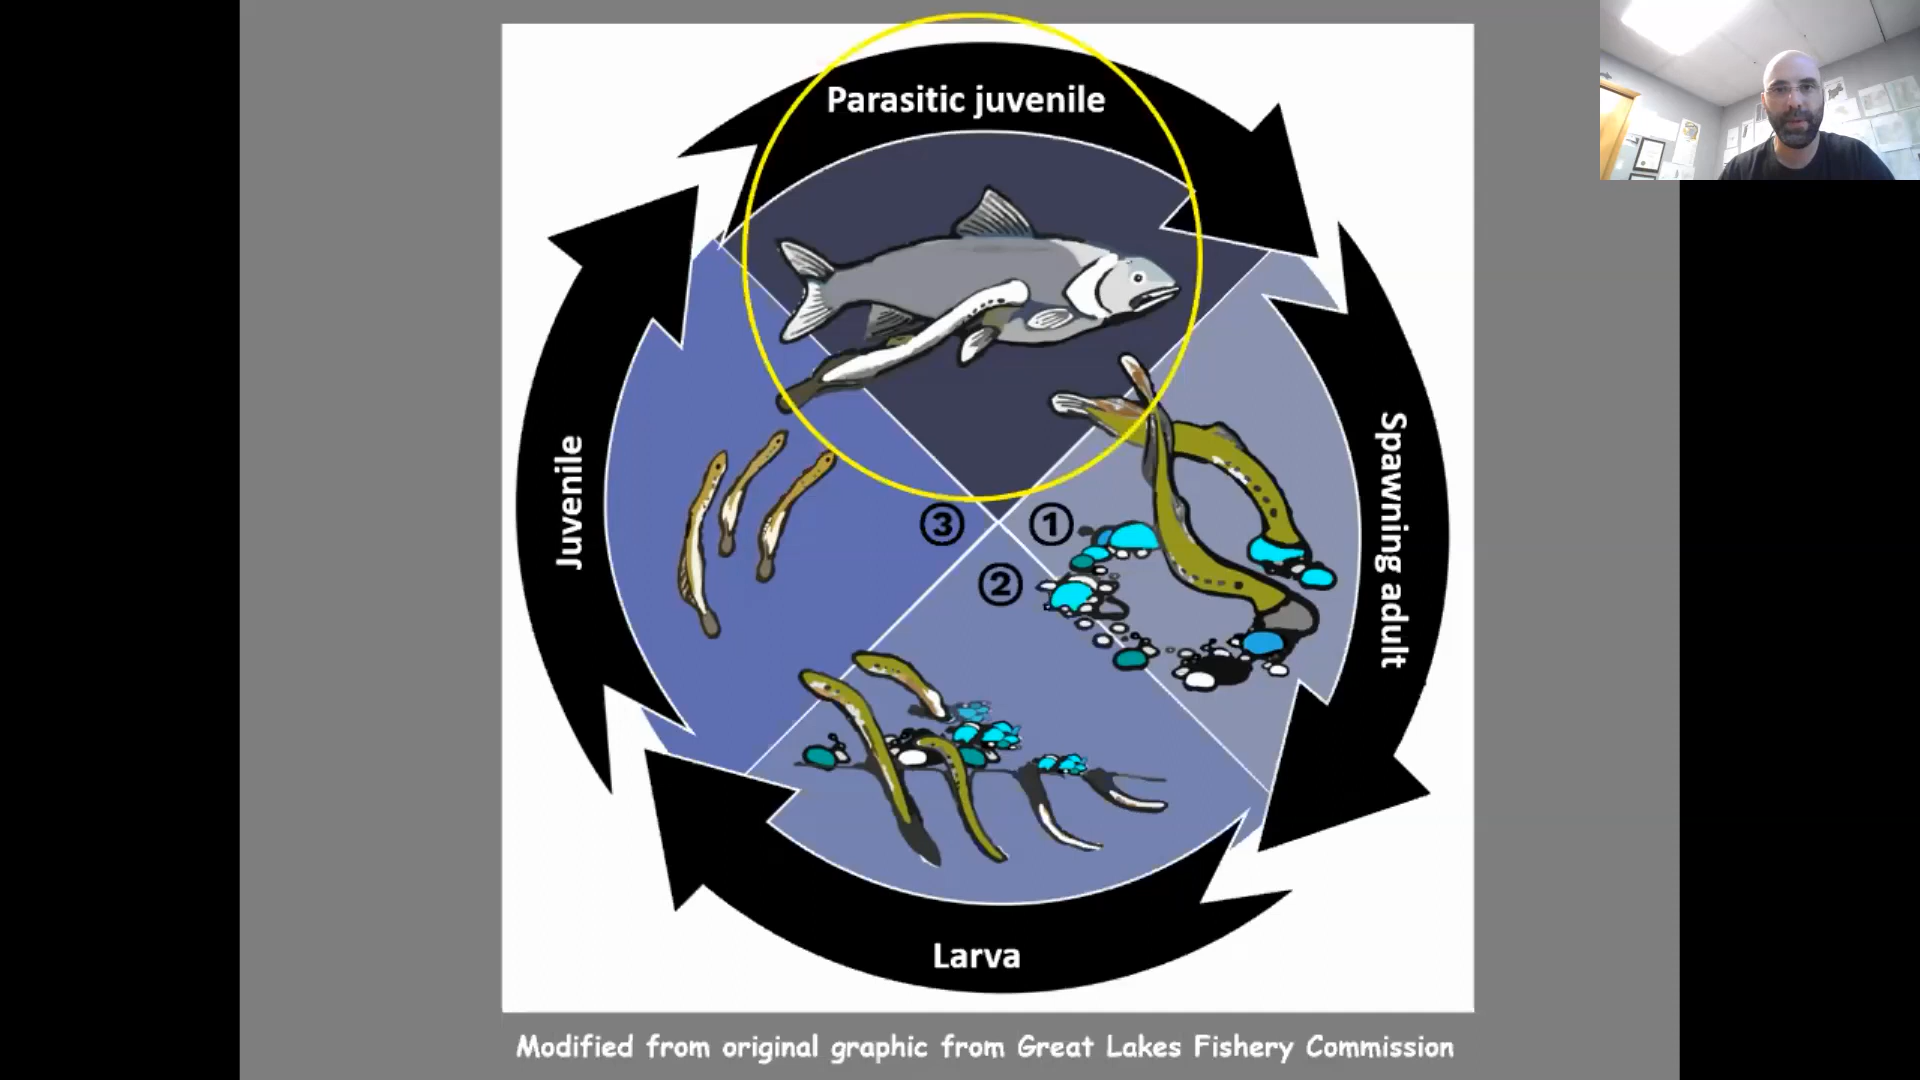 Parasitic juvenile
Juvenile
Spawning adult
③
①
②
Larva
Modified from original graphic from Great Lakes Fishery Commission